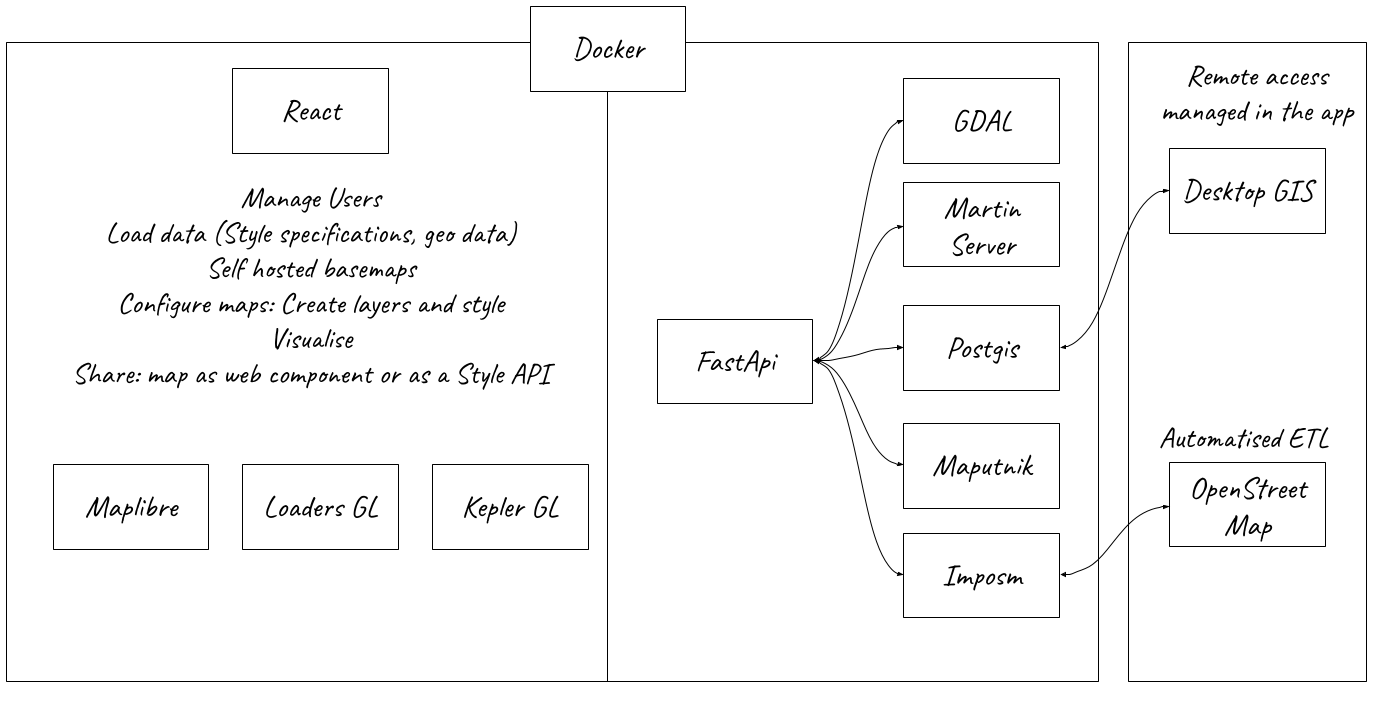 Docker
React
Manage Users
Load data (Style specifications, geo data)
Self hosted basemaps
Configure maps: Create layers and style
Visualise
Share: map as web component or as a Style API
Maplibre
Loaders GL
Kepler GL
FastApi
GDAL
Martin
Server
Postgis
Maputnik
Imposm
Remote access
managed in the app
Desktop GIS
Automatised ETL
OpenStreet
Map